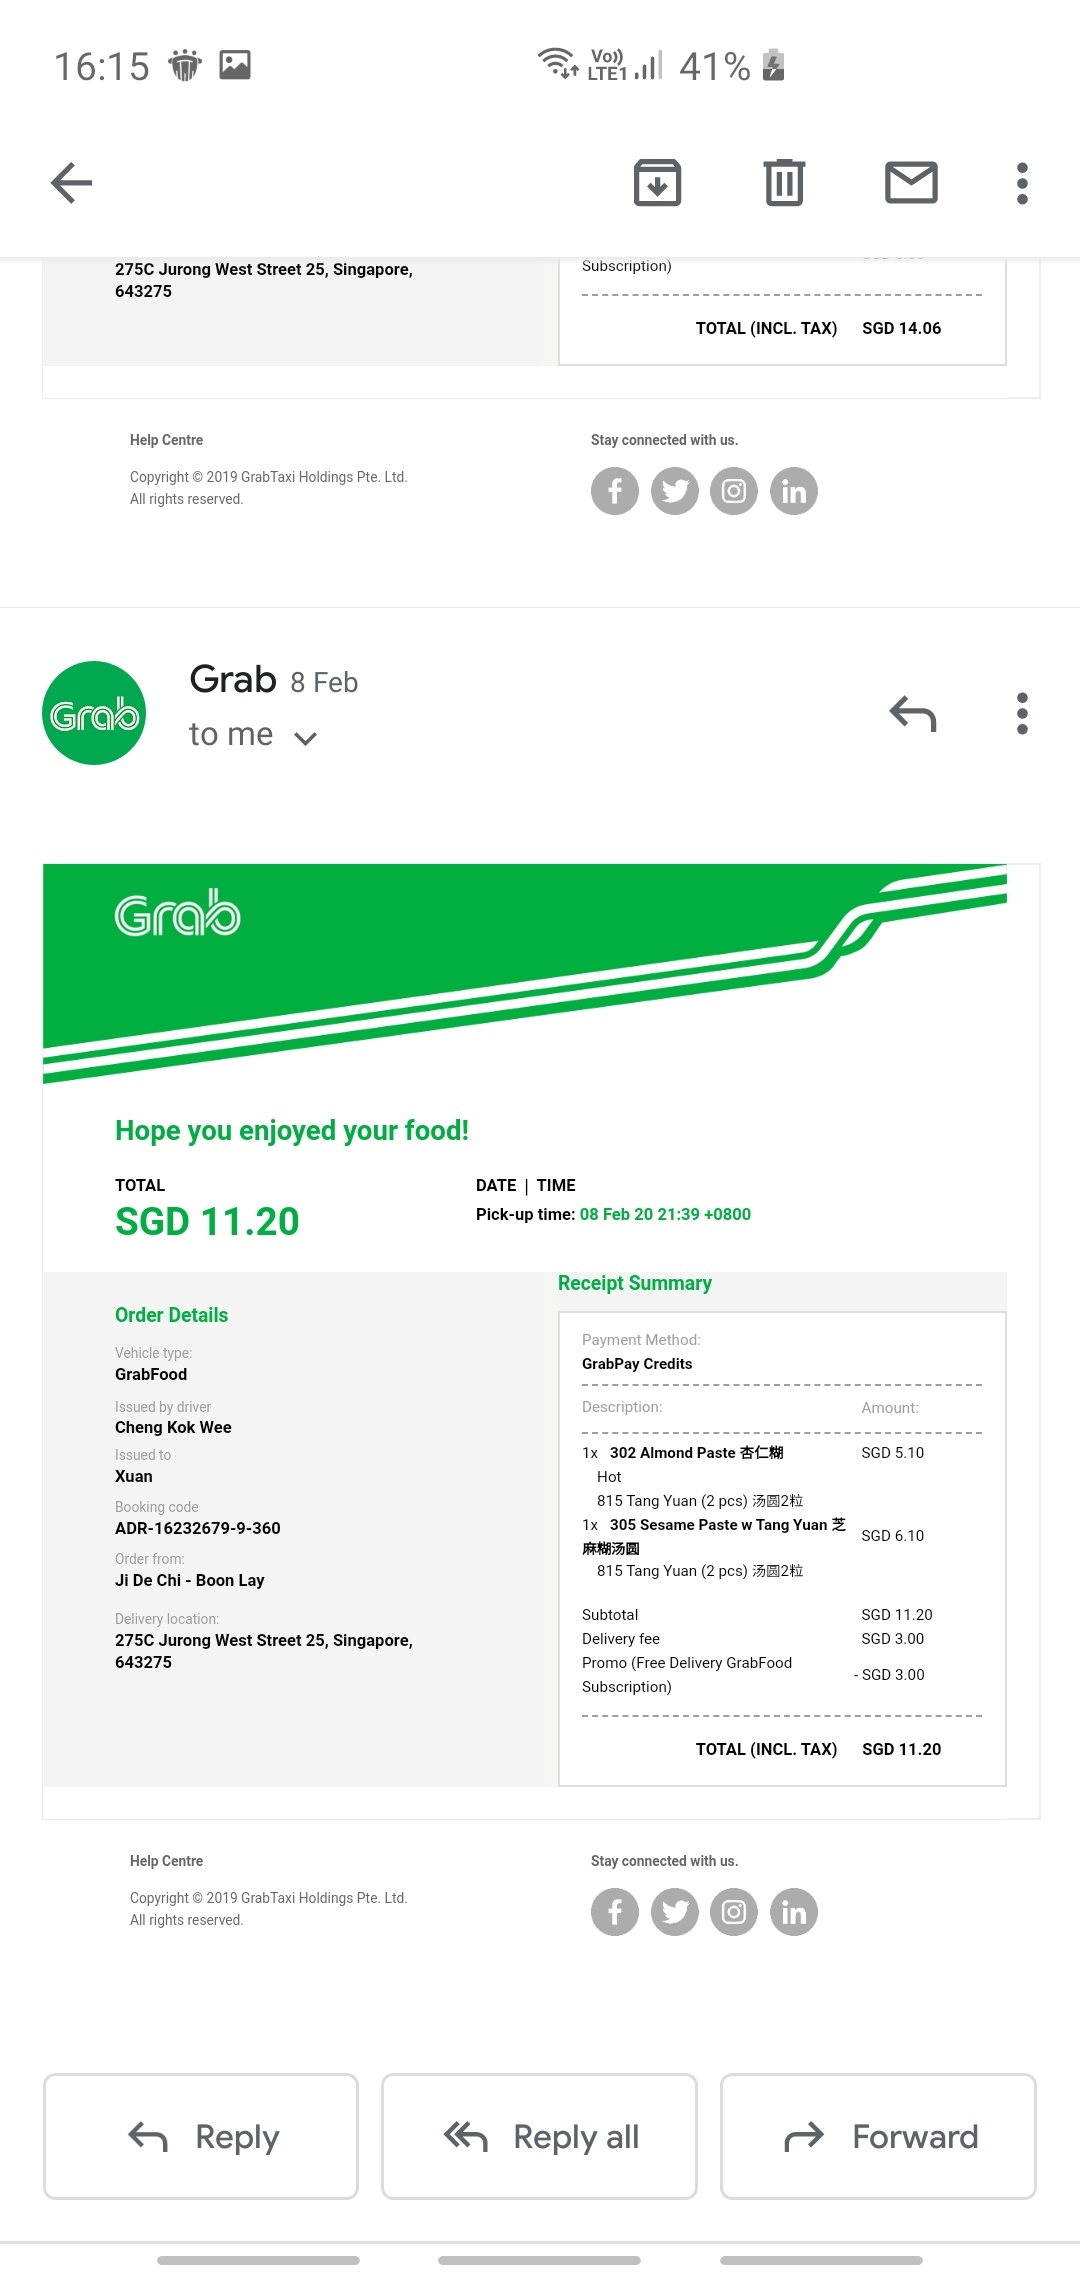 16:15
Vo)) LTE1 41%
275C Jurong West Street 25, Singapore,
643275
Subscription)
TOTAL (INCL. TAX) SGD 14.06
Help Centre
Copyright © 2019 GrabTaxi Holdings Pte. Ltd.
All rights reserved.
Stay connected with us.
Grab
Grab 8 Feb
to me
Grab
Hope you enjoyed your food!
TOTAL
SGD 11.20
DATE | TIME
Pick-up time: 08 Feb 20 21:39 +0800
Order Details
Vehicle type:
GrabFood
Issued by driver
Cheng Kok Wee
Issued to
Xuan
Booking code
ADR-16232679-9-360
Order from:
Ji De Chi - Boon Lay
Delivery location:
275C Jurong West Street 25, Singapore,
643275
Receipt Summary
Payment Method:
GrabPay Credits
Description: Amount:
1x 302 Almond Paste 杏仁糊 SGD 5.10
Hot
815 Tang Yuan (2 pcs) 汤圆2粒
1x 305 Sesame Paste w Tang Yuan 芝
麻糊汤圆 SGD 6.10
815 Tang Yuan (2 pcs) 汤圆2粒
Subtotal SGD 11.20
Delivery fee SGD 3.00
Promo (Free Delivery GrabFood
Subscription) - SGD 3.00
TOTAL (INCL. TAX) SGD 11.20
Help Centre
Copyright © 2019 GrabTaxi Holdings Pte. Ltd.
All rights reserved.
Stay connected with us.
Reply
Reply all
Forward